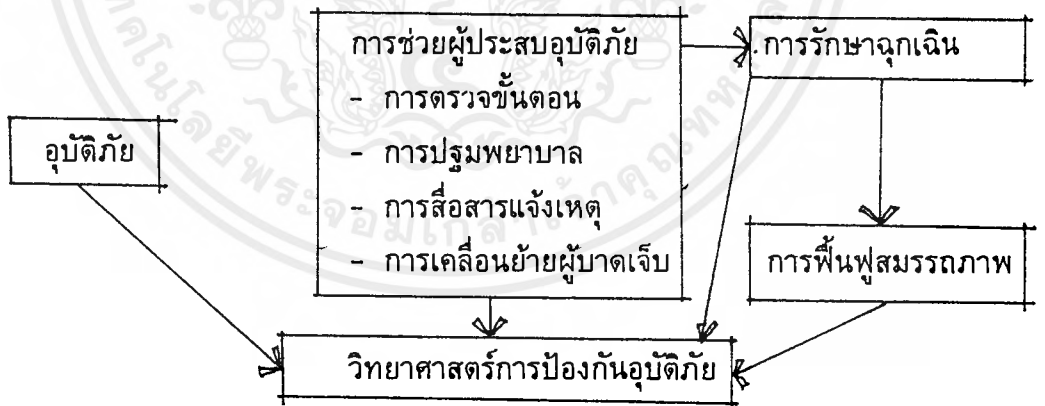 การช่วยผู้ประสบอุบัติภัย
- การตรวจขั้นตอน
- การปฐมพยาบาล
- การสื่อสารแจ้งเหตุ
- การเคลื่อนย้ายผู้บาดเจ็บ
การรักษาฉุกเฉิน
อุบัติภัย
การฟื้นฟูสมรรถภาพ
วิทยาศาสตร์การป้องกันอุบัติภัย